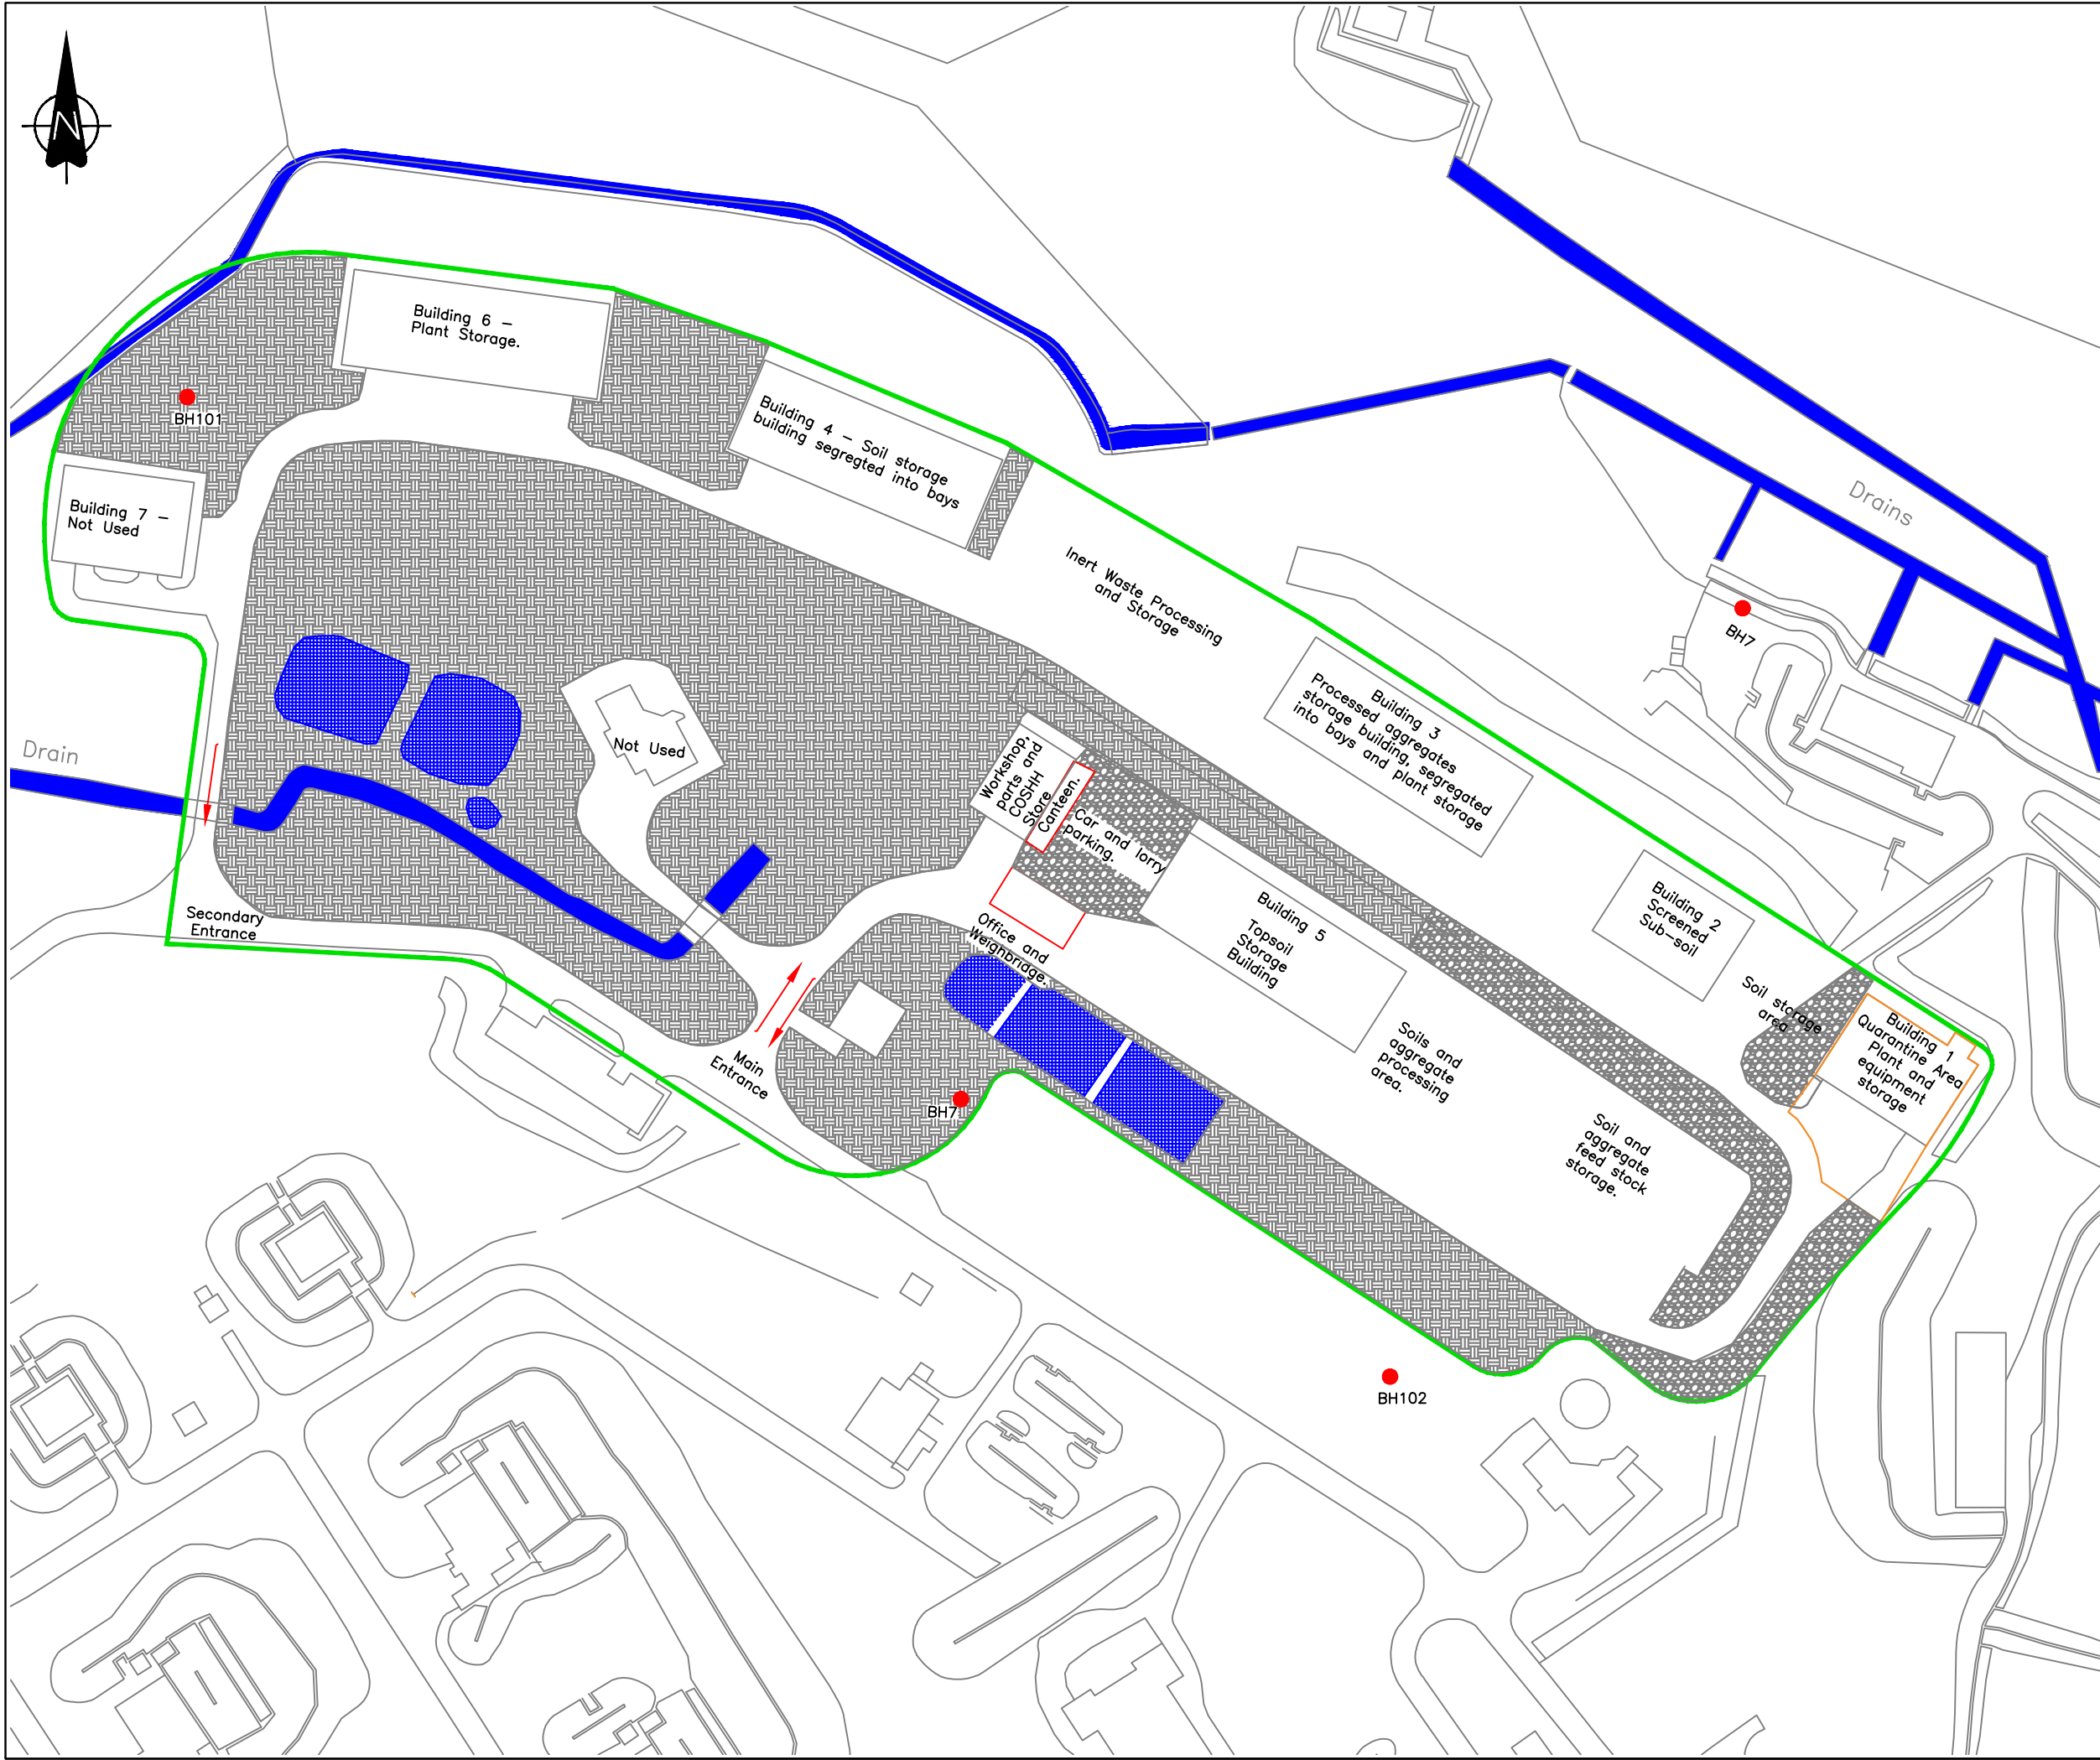 N
Building 6 –
Plant Storage.
BH101
Building 4 – Soil storage
building segregted into bays
Building 7 –
Not Used
Drains
Inert Waste Processing
and Storage
BH7
Building 3
Processed aggregates
storage building, segregated
into bays and plant storage
Drain
Not Used
Workshop,
parts and
COSHH
Store
Canteen.
Car and lorry
parking.
Secondary
Entrance
Office and
Weighbridge.
Building 5
Topsoil
Storage
Building
Building 2
Screened
Sub-soil
Soil storage
area
Building 1
Quarantine Area
Plant and
equipment
storage
Main
Entrance
BH7
Soils and
aggregate
processing
area.
Soil and
aggregate
feed stock
storage.
BH102